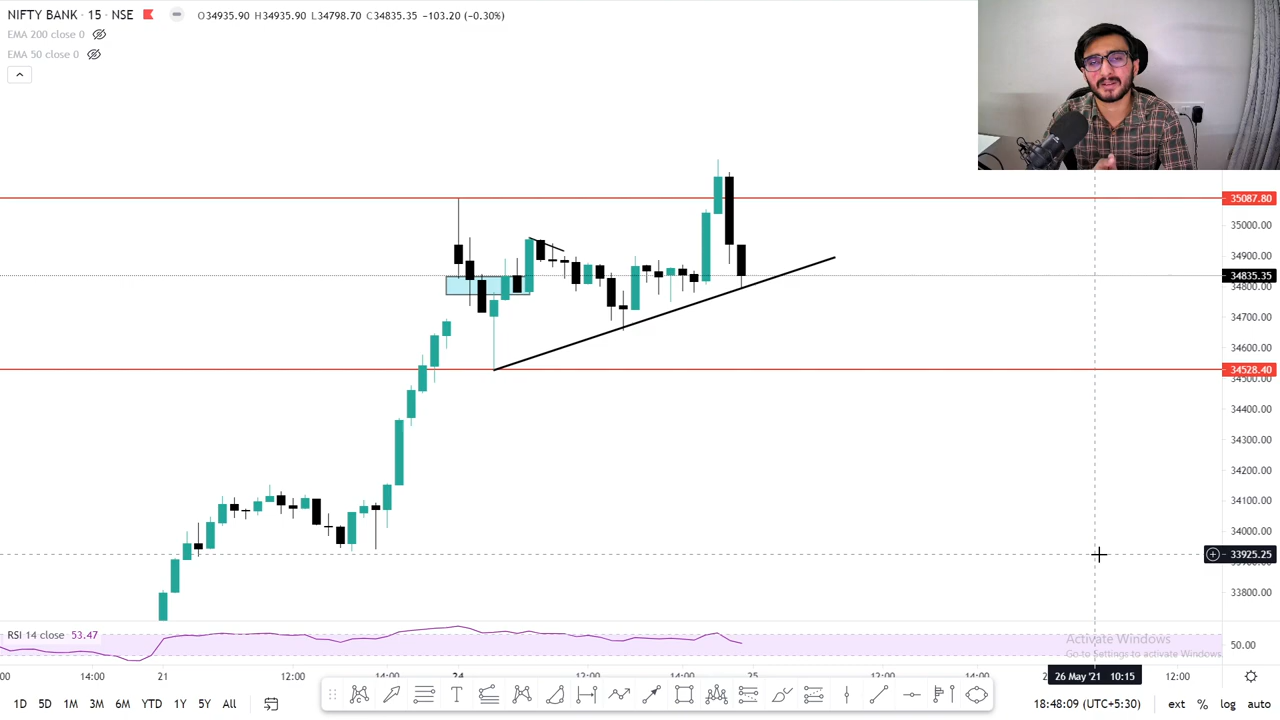 NIFTY BANK · 15 · NSE O34935.90 H34935.90 L34798.70 C34835.35 −103.20 (−0.30%)
EMA 200 close 0
EMA 50 close 0
35087.80
35000.00
34900.00
34835.35
34800.00
34700.00
34600.00
34528.40
34500.00
34400.00
34300.00
34200.00
34100.00
34000.00
33925.25
33900.00
33800.00
RSI 14 close 53.47
50.00
Activate Windows
Go to Settings to activate Windows.
:00 14:00 21 12:00 14:00 24 12:00 14:00 25 12:00 14:00 26 May '21 10:15 12:00
1D 5D 1M 3M 6M YTD 1Y 5Y All
18:48:09 (UTC+5:30) ext % log auto